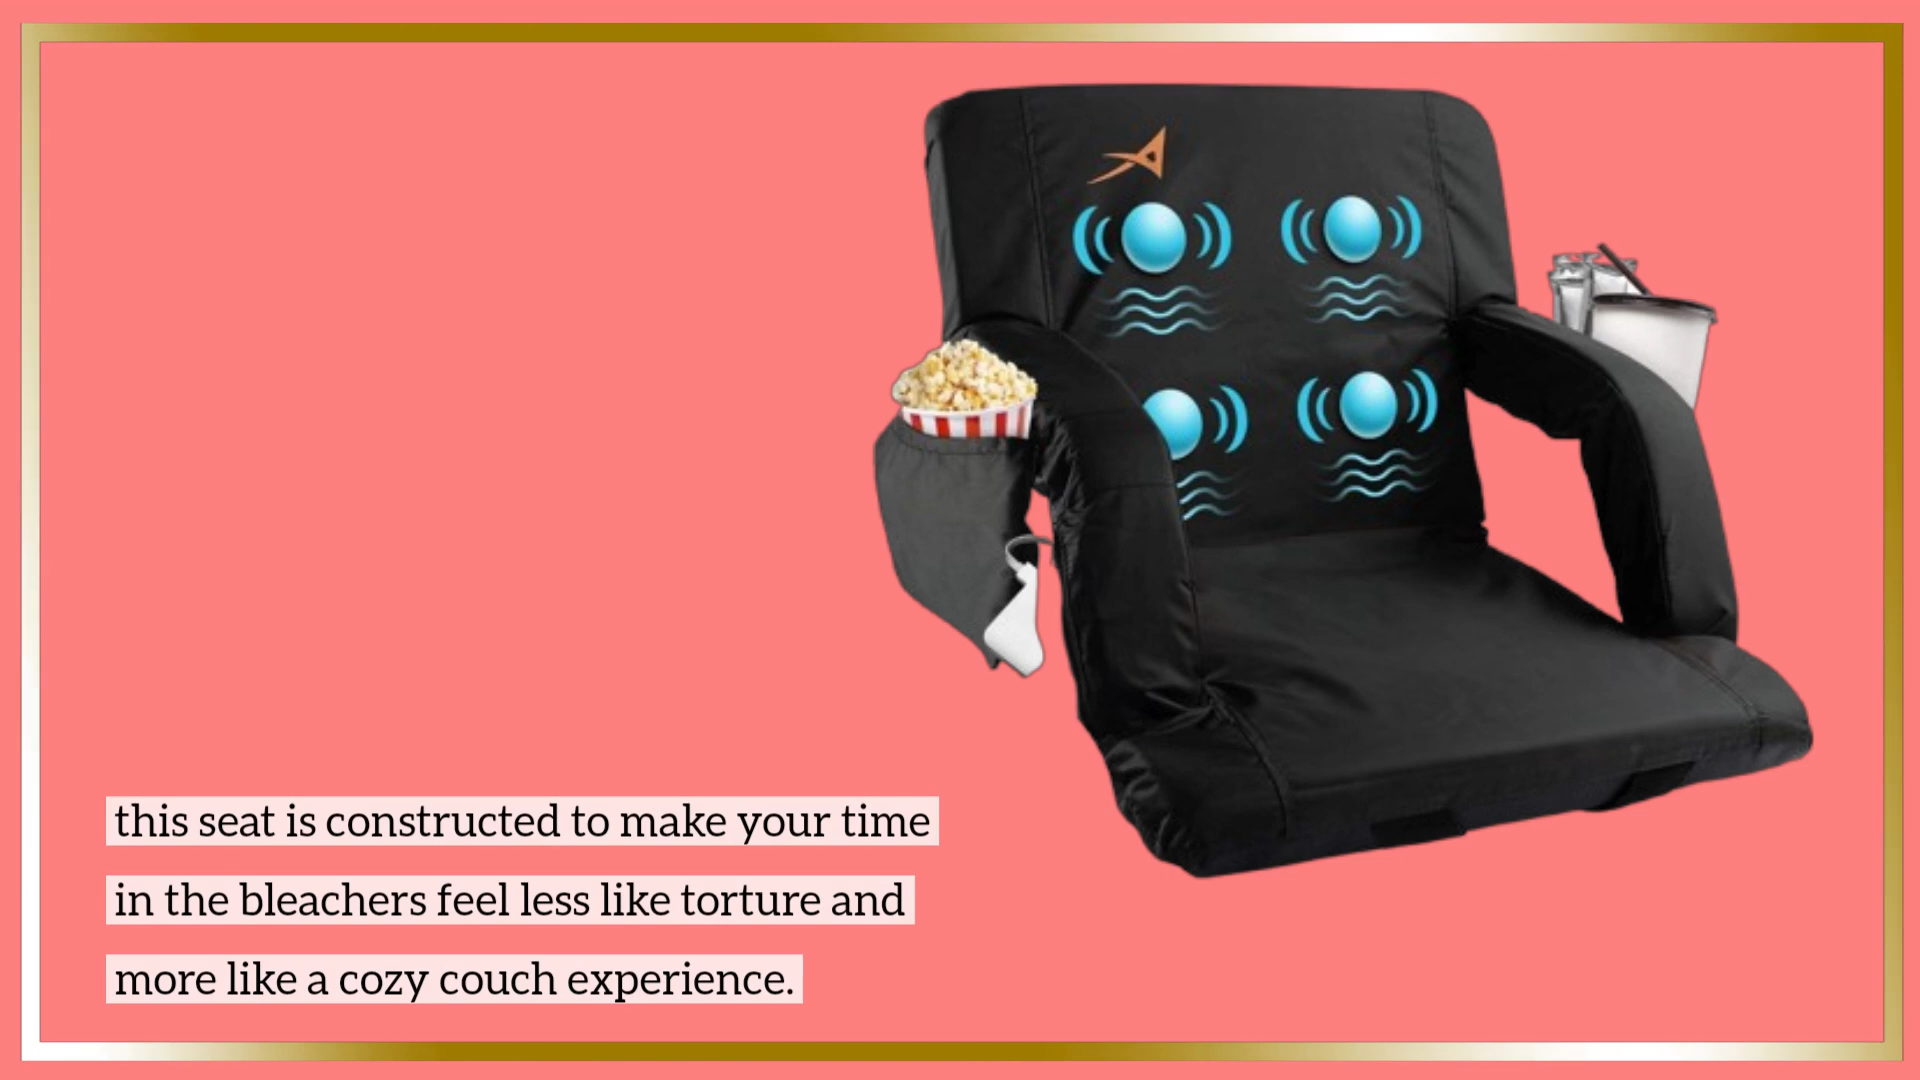 this seat is constructed to make your time
in the bleachers feel less like torture and
more like a cozy couch experience.